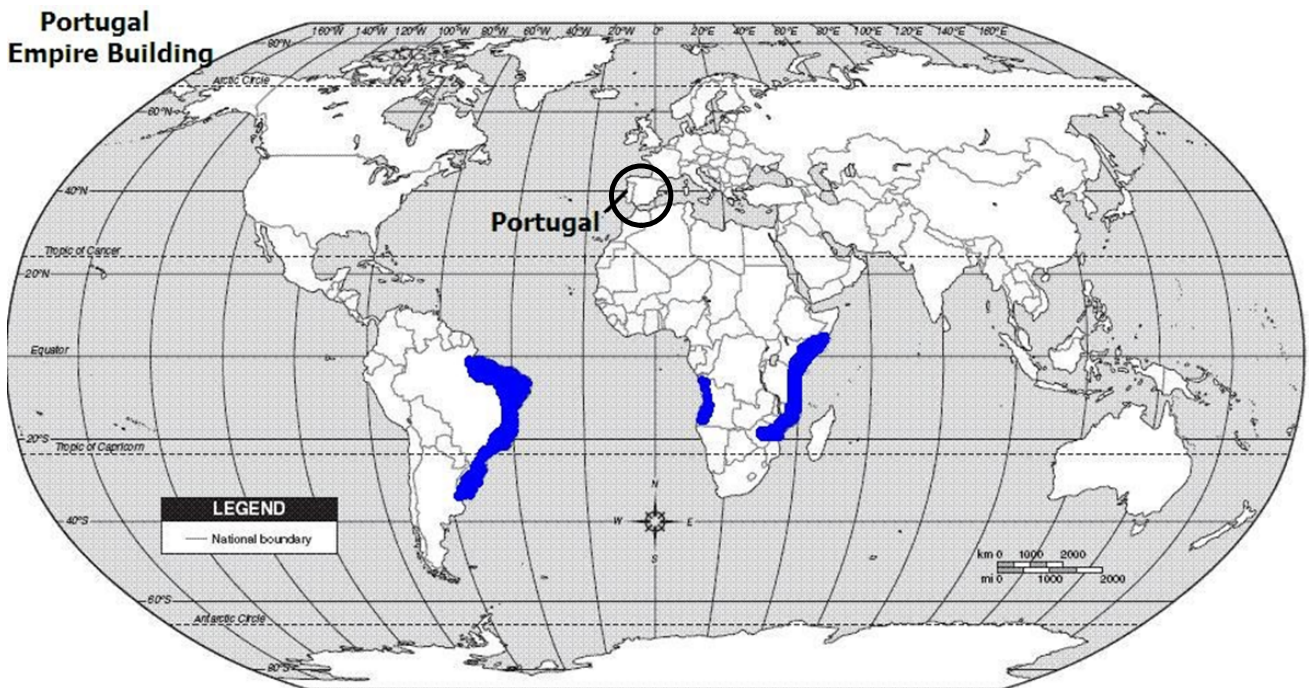 Portugal
Empire Building
160°W 140°W 120°W 100°W 80°W 60°W 40°W 20°W 0° 20°E 40°E 60°E 80°E 100°E 120°E 140°E 160°E
80°N
Arctic Circle
60°N
40°N
Portugal
Tropic of Cancer
20°N
Equator
20°S
Tropic of Capricorn
LEGEND
National boundary
N
W E
S
40°S
km 0 1000 2000
mi 0 1000 2000
60°S
Antarctic Circle
80°S